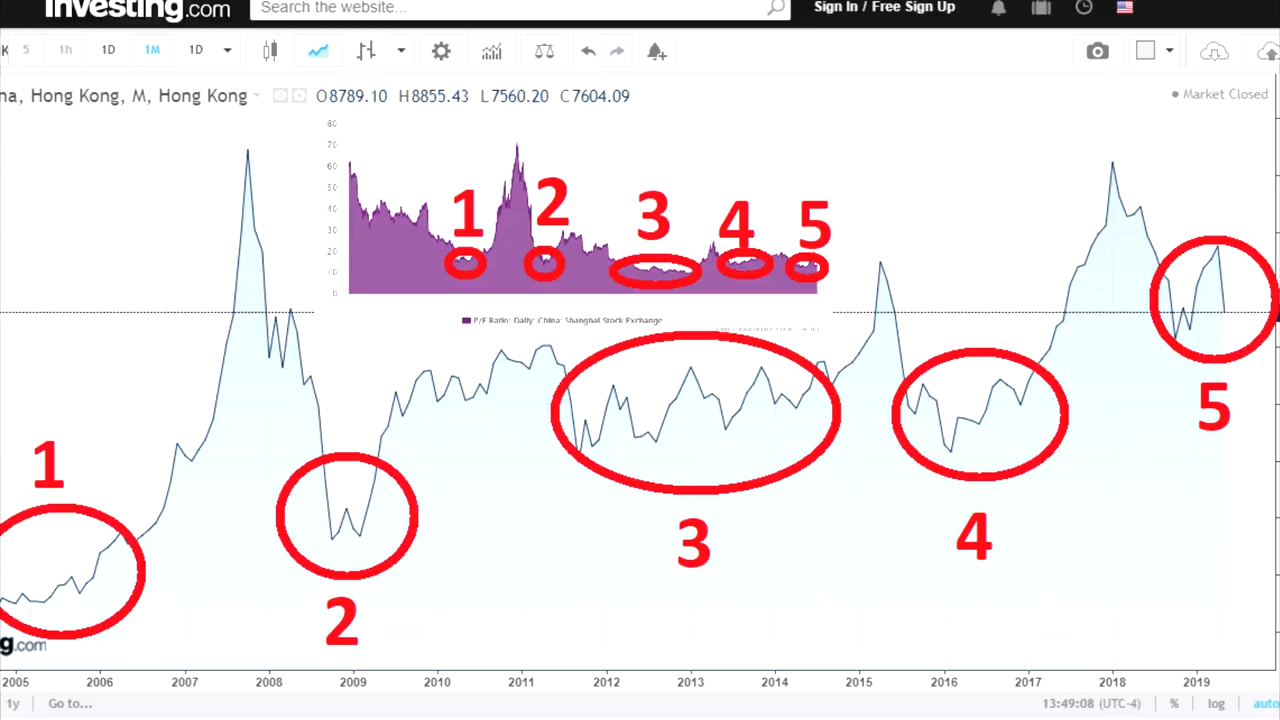 Investing.com
Search the website...
Sign In / Free Sign Up
K 5 1h 1D 1M 1D
na, Hong Kong, M, Hong Kong O8789.10 H8855.43 L7560.20 C7604.09
Market Closed
80
70
60
50
40
30
20
10
0
1 2 3 4 5
P/E Ratio: Daily: China: Shanghai Stock Exchange
1
2
3
4
5
g.com
2005 2006 2007 2008 2009 2010 2011 2012 2013 2014 2015 2016 2017 2018 2019
1y Go to... 13:49:08 (UTC-4) % log auto